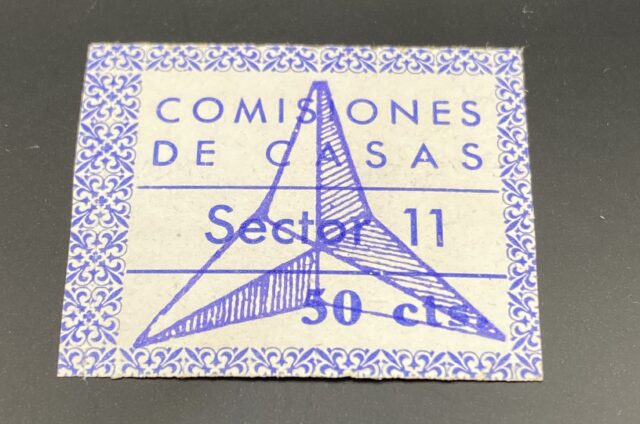 COMISIONES
DE CASAS
Sector 11
50 cts.